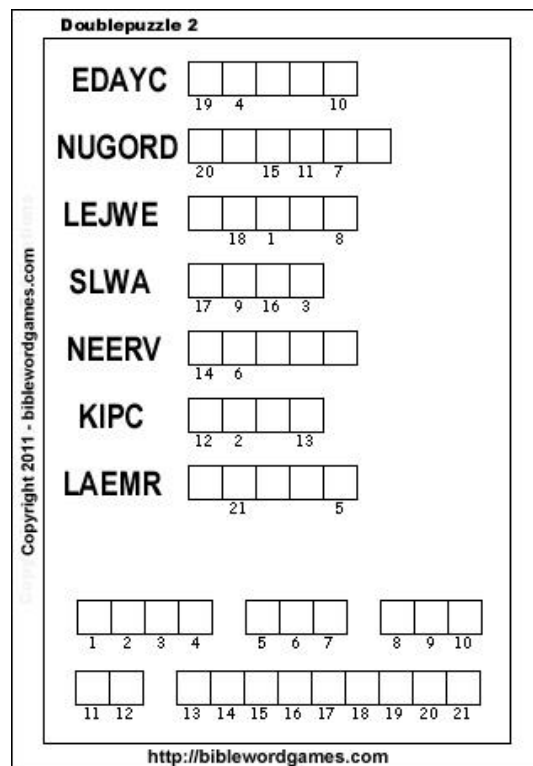 Doublepuzzle 2
EDAYC
19 4 10
NUGORD
20 15 11 7
LEJWE
18 1 8
SLWA
17 9 16 3
NEERV
14 6
KIPC
12 2 13
LAEMR
21 5
1 2 3 4 5 6 7 8 9 10
11 12 13 14 15 16 17 18 19 20 21
Copyright 2011 - biblewordgames.com
http://biblewordgames.com